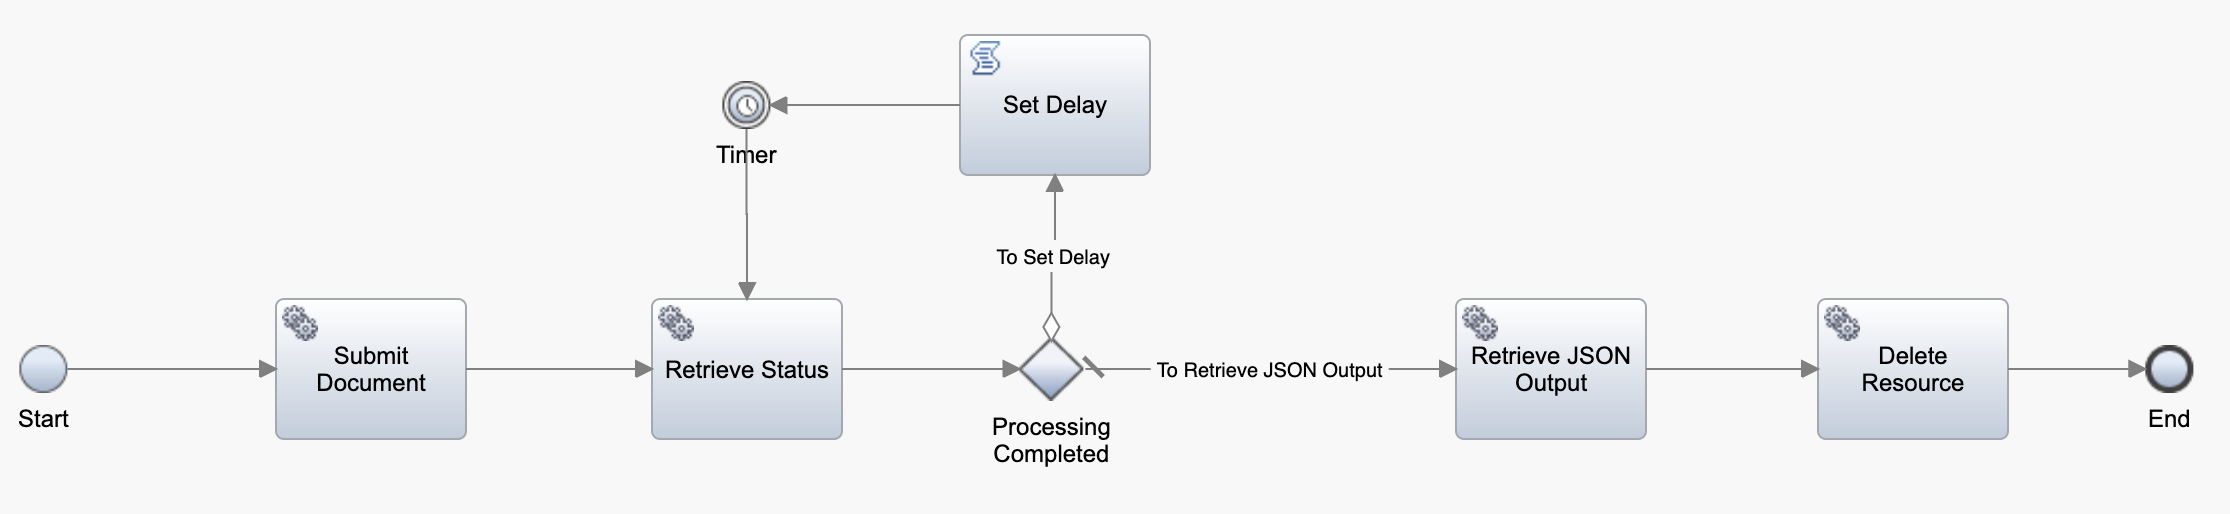 Set Delay
Timer
To Set Delay
Start
Submit
Document
Retrieve Status
Processing
Completed
To Retrieve JSON Output
Retrieve JSON
Output
Delete
Resource
End